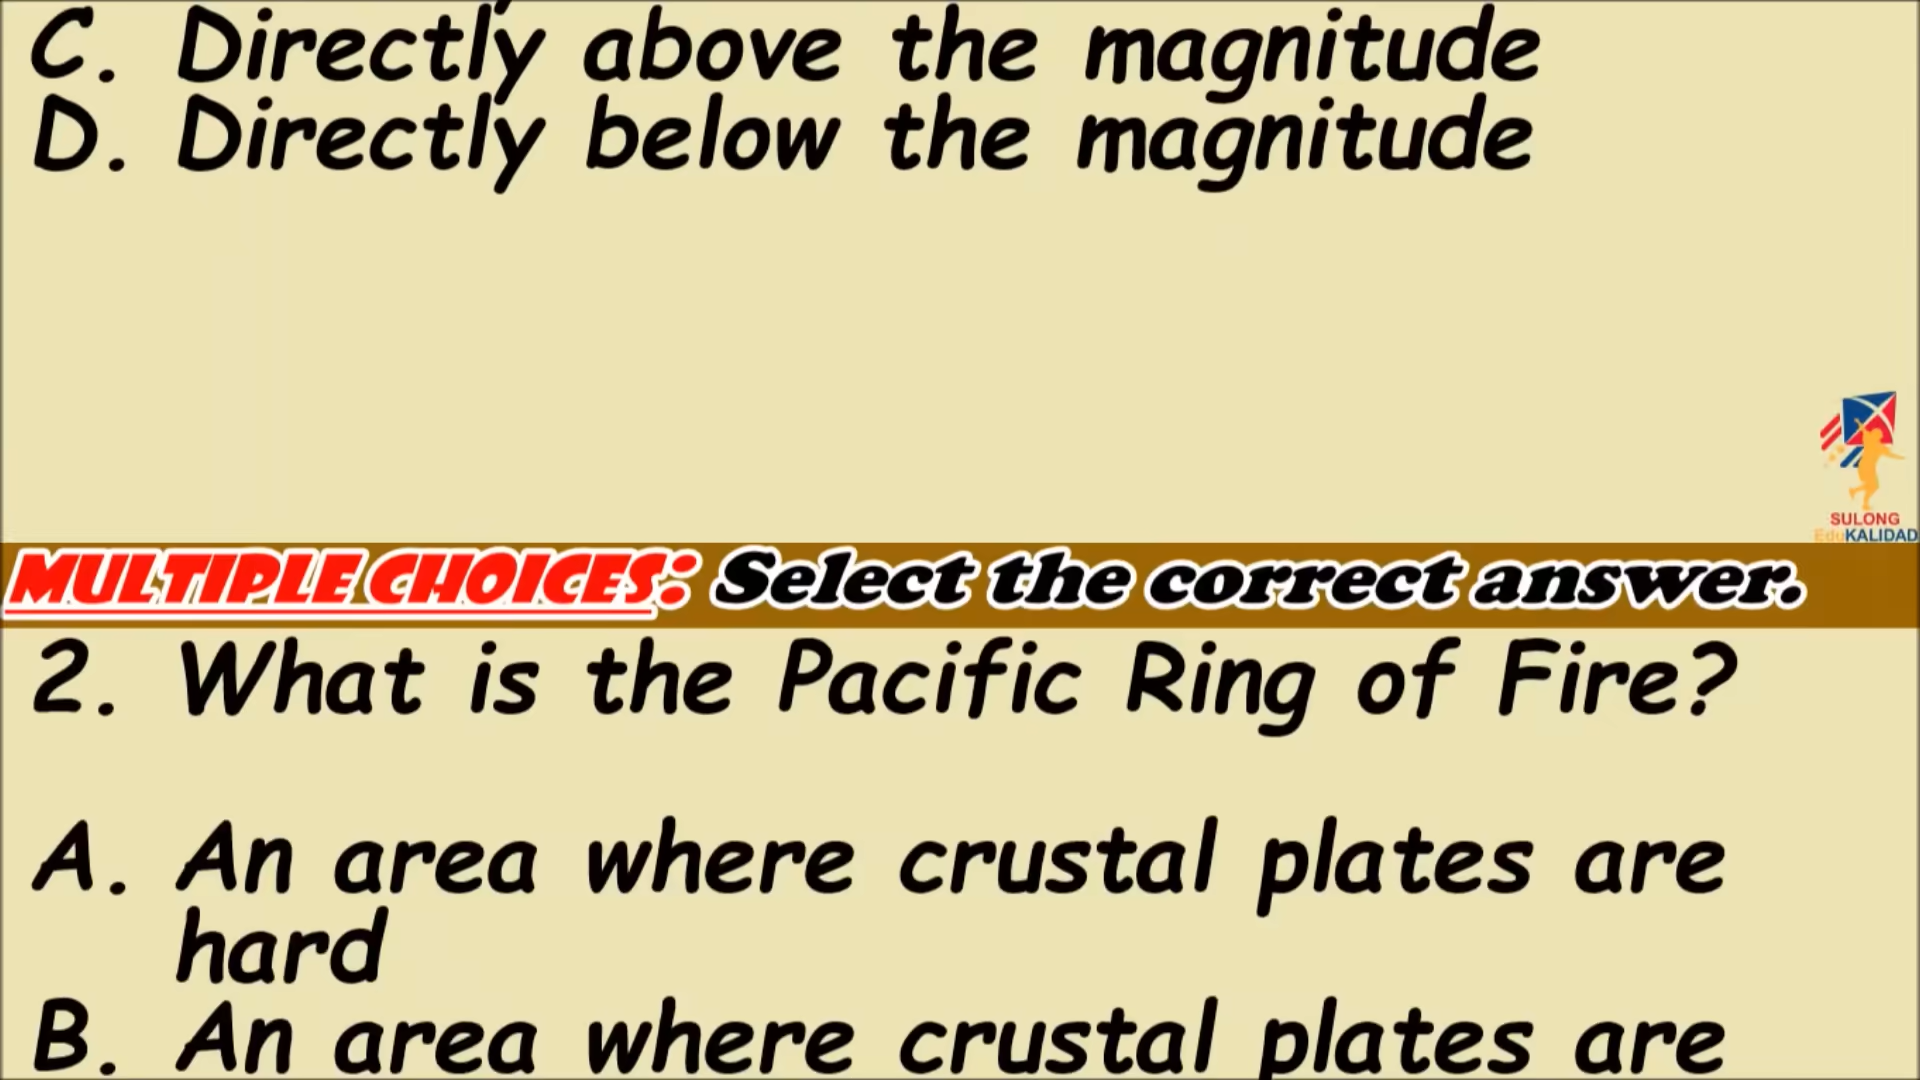 C. Directly above the magnitude
D. Directly below the magnitude
SULONG
EduKALIDAD
MULTIPLE CHOICES: Select the correct answer.
2. What is the Pacific Ring of Fire?
A. An area where crustal plates are
hard
B. An area where crustal plates are